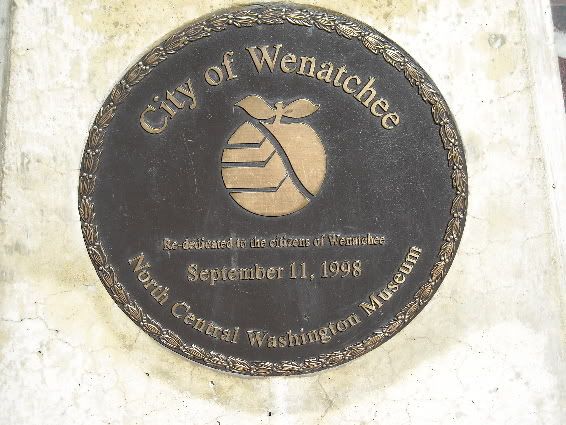 City of Wenatchee
Re-dedicated to the citizens of Wenatchee
September 11, 1998
North Central Washington Museum